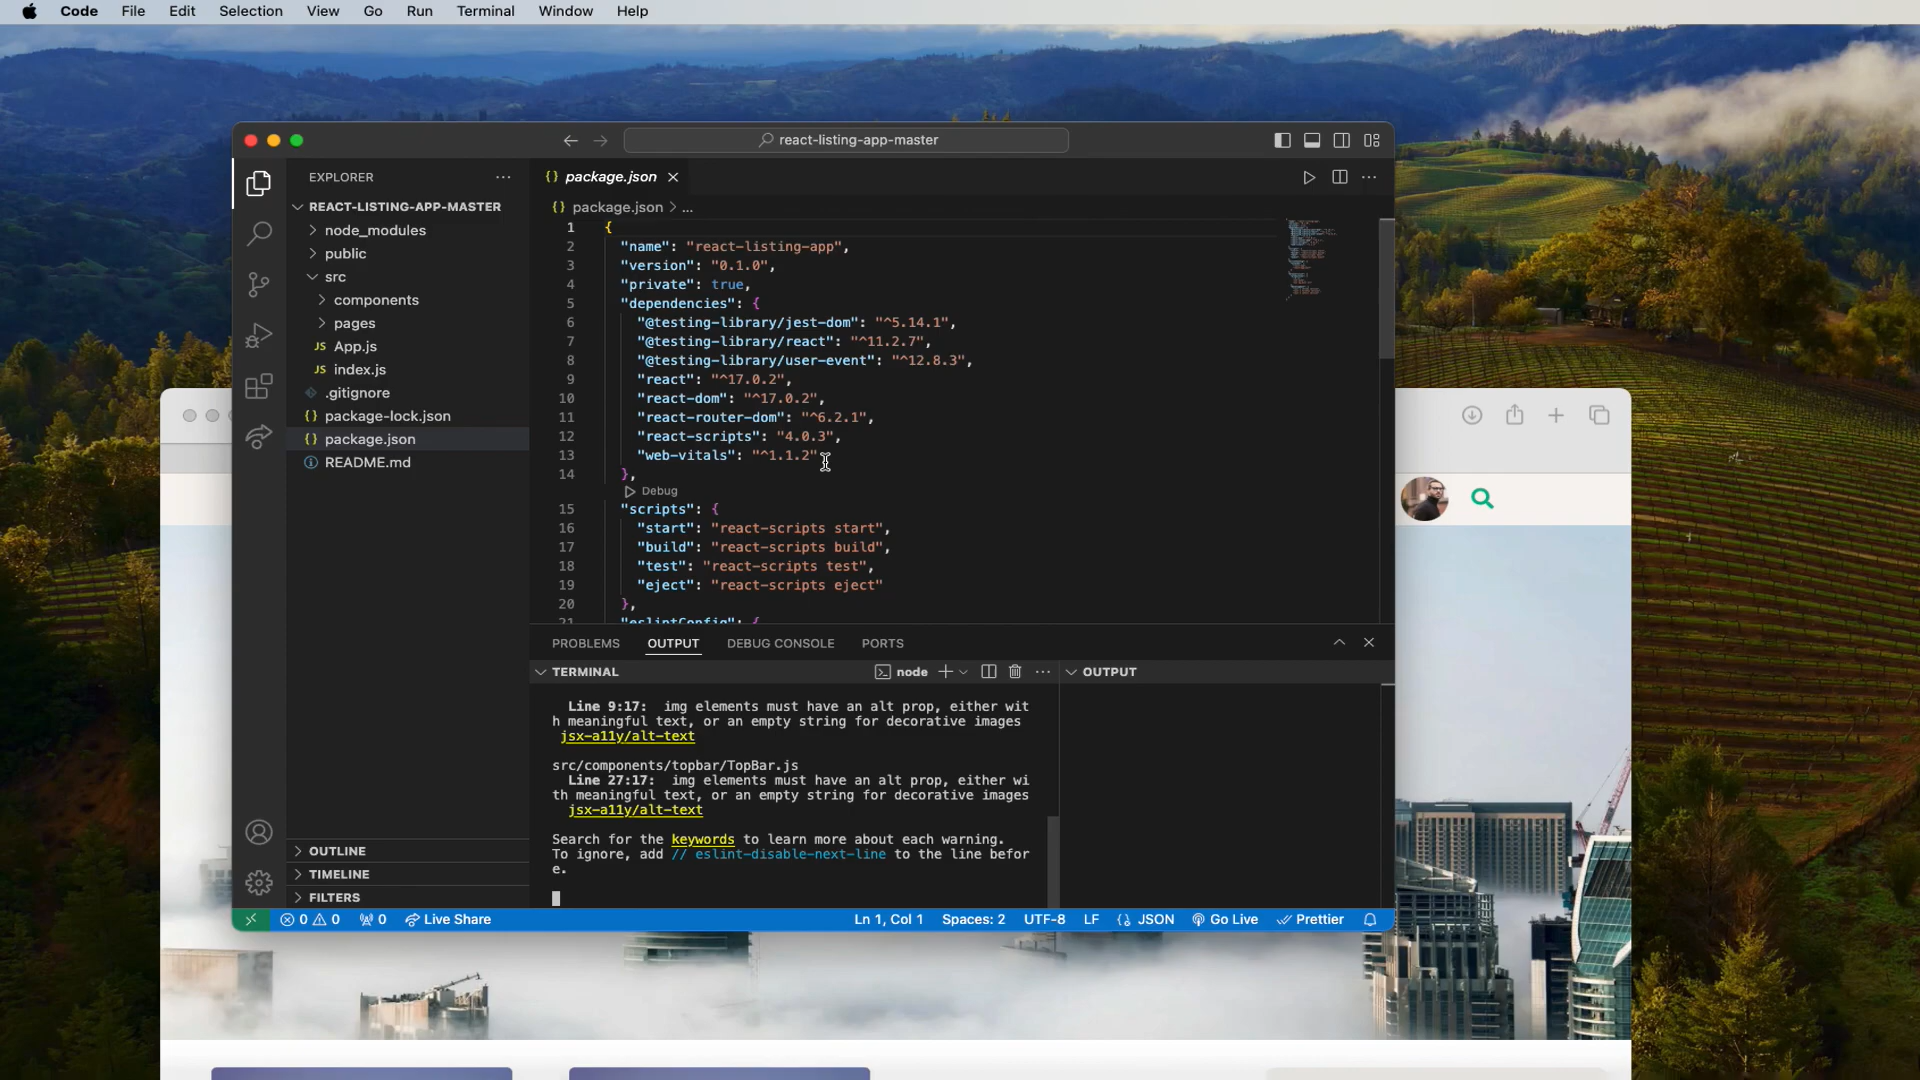 Code File Edit Selection View Go Run Terminal Window Help
react-listing-app-master
EXPLORER
REACT-LISTING-APP-MASTER
node_modules
public
src
components
pages
JS App.js
JS index.js
.gitignore
{} package-lock.json
{} package.json
README.md
OUTLINE
TIMELINE
FILTERS
{} package.json
{} package.json > ...
1 {
2 "name": "react-listing-app",
3 "version": "0.1.0",
4 "private": true,
5 "dependencies": {
6 "@testing-library/jest-dom": "^5.14.1",
7 "@testing-library/react": "^11.2.7",
8 "@testing-library/user-event": "^12.8.3",
9 "react": "^17.0.2",
10 "react-dom": "^17.0.2",
11 "react-router-dom": "^6.2.1",
12 "react-scripts": "4.0.3",
13 "web-vitals": "^1.1.2"
14 },
Debug
15 "scripts": {
16 "start": "react-scripts start",
17 "build": "react-scripts build",
18 "test": "react-scripts test",
19 "eject": "react-scripts eject"
20 },
21 "eslintConfig": {
PROBLEMS OUTPUT DEBUG CONSOLE PORTS
TERMINAL node
Line 9:17: img elements must have an alt prop, either wit
h meaningful text, or an empty string for decorative images
jsx-a11y/alt-text
src/components/topbar/TopBar.js
Line 27:17: img elements must have an alt prop, either wi
th meaningful text, or an empty string for decorative images
jsx-a11y/alt-text
Search for the keywords to learn more about each warning.
To ignore, add // eslint-disable-next-line to the line befor
e.
OUTPUT
0 0 0 Live Share Ln 1, Col 1 Spaces: 2 UTF-8 LF {} JSON Go Live Prettier